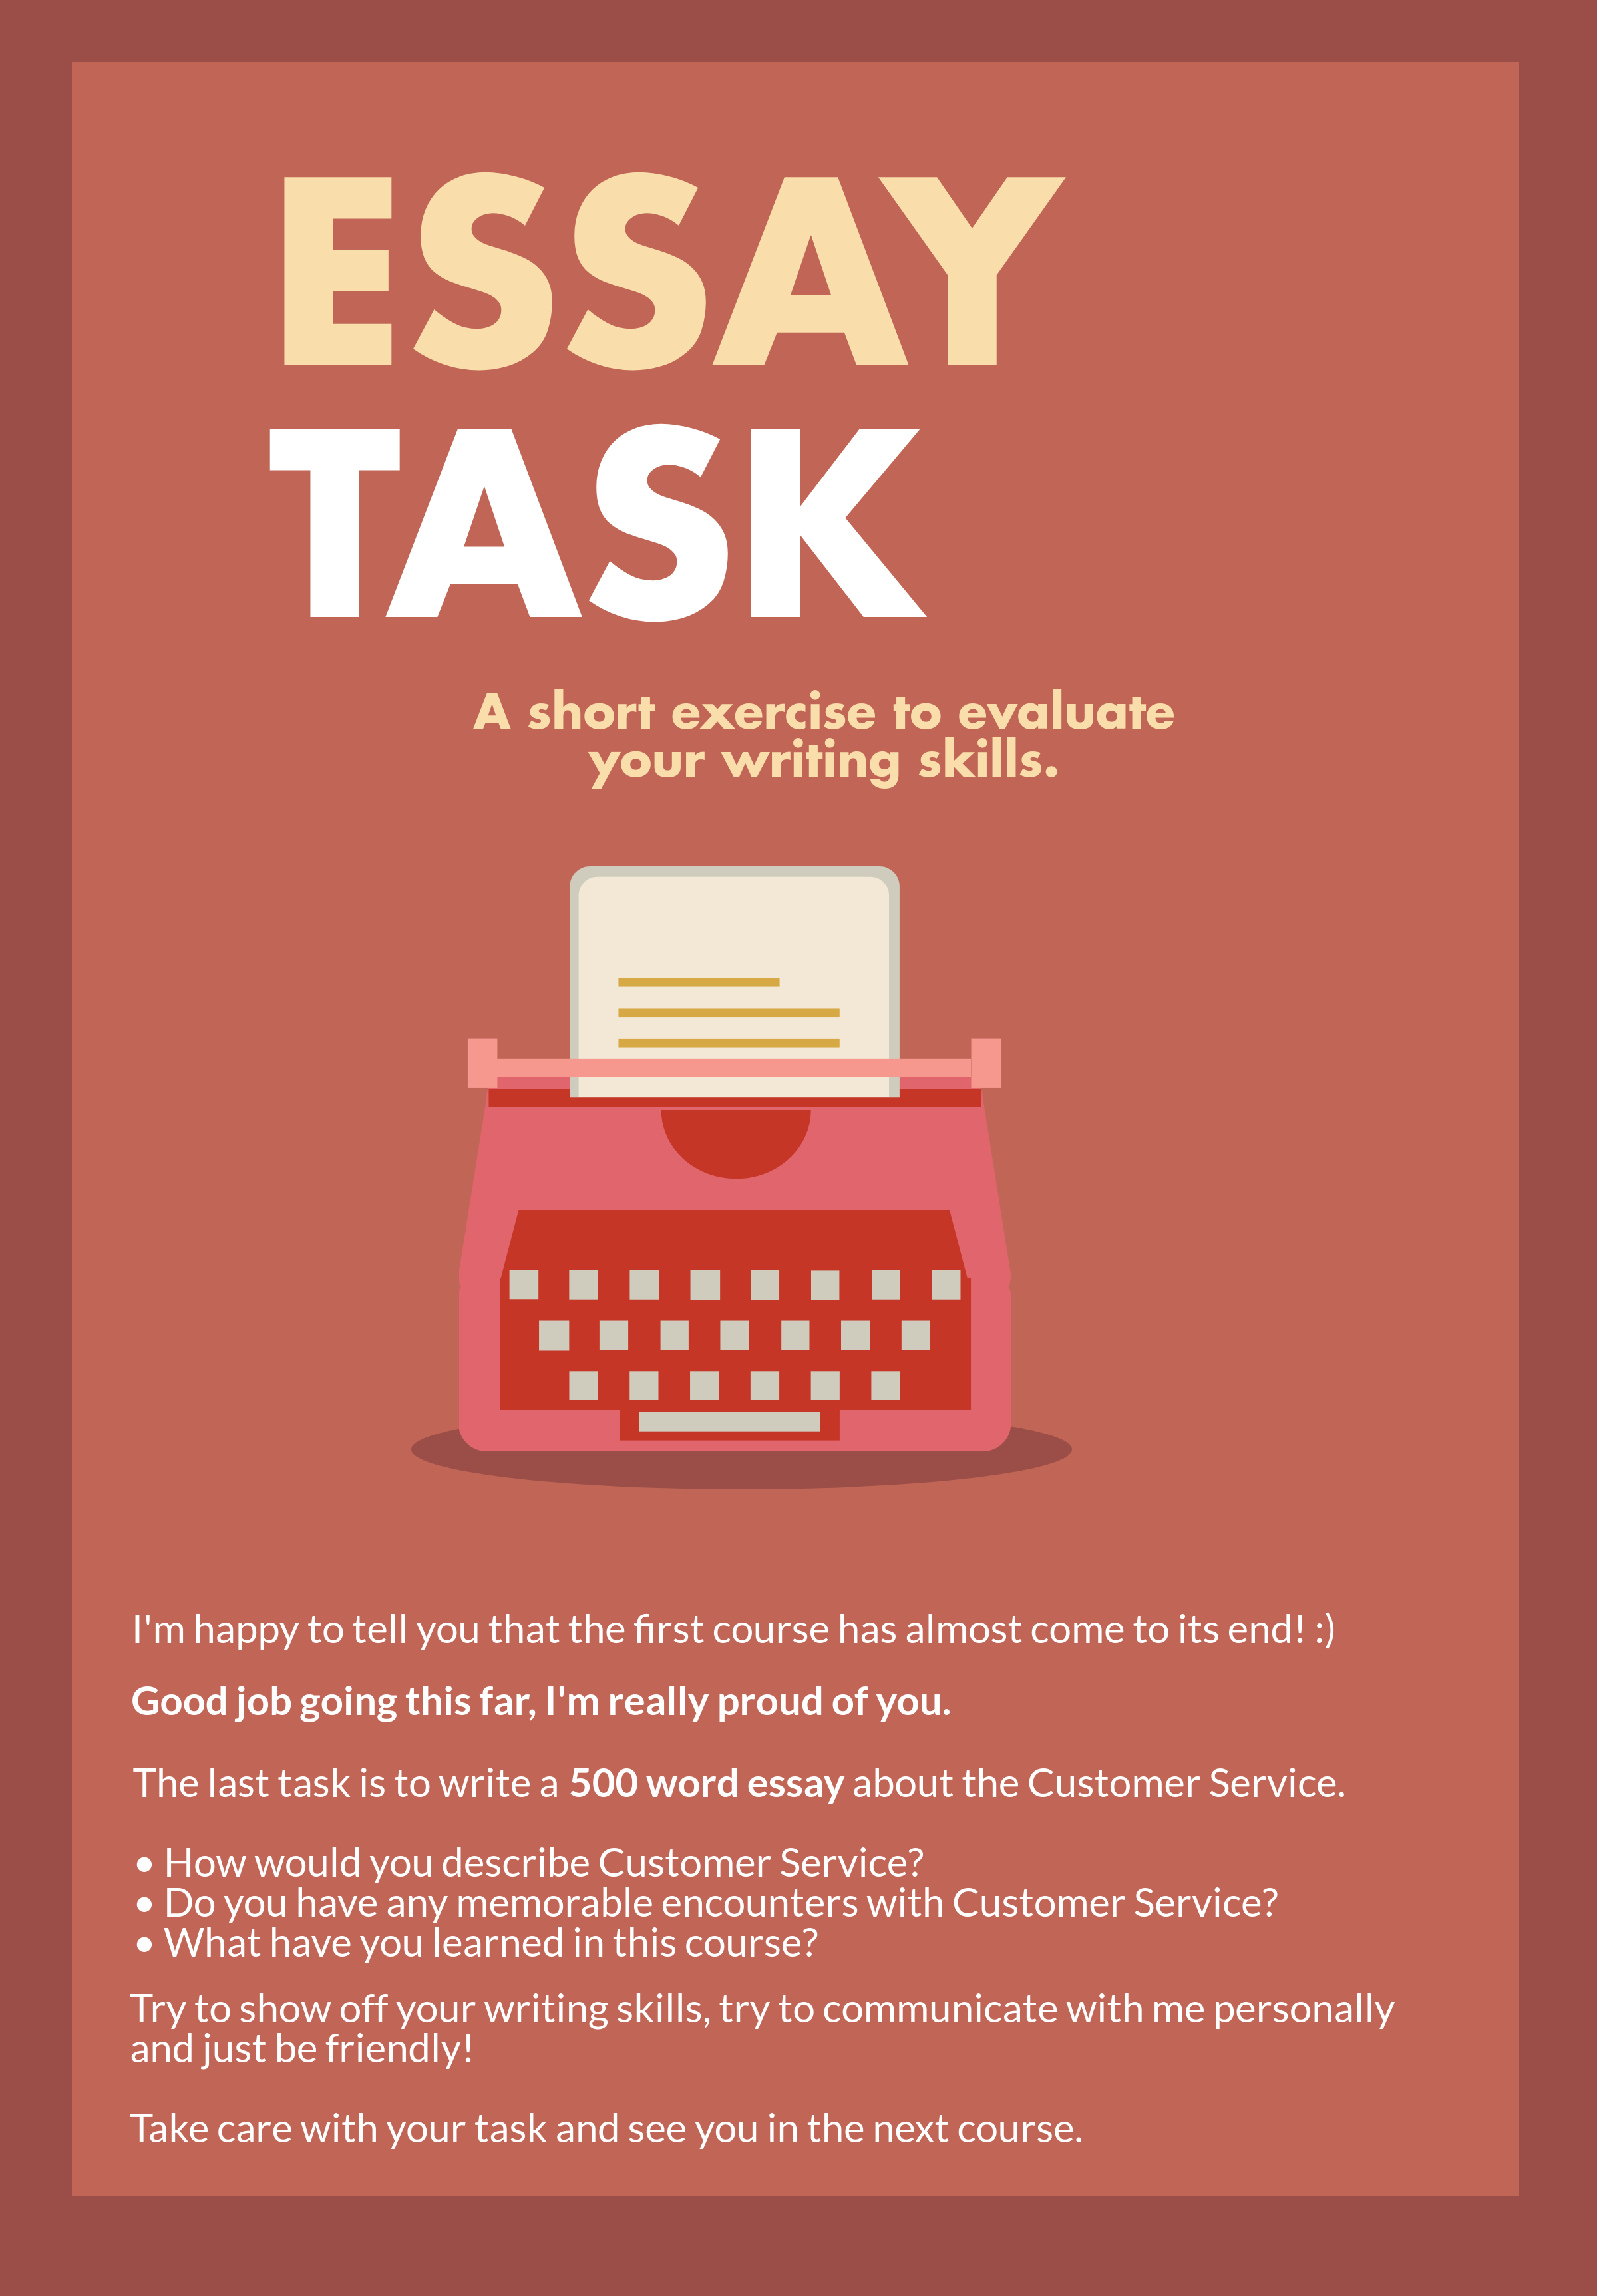 ESSAY
TASK
A short exercise to evaluate
your writing skills.
I'm happy to tell you that the first course has almost come to its end! :)
Good job going this far, I'm really proud of you.
The last task is to write a 500 word essay about the Customer Service.
• How would you describe Customer Service?
• Do you have any memorable encounters with Customer Service?
• What have you learned in this course?
Try to show off your writing skills, try to communicate with me personally
and just be friendly!
Take care with your task and see you in the next course.